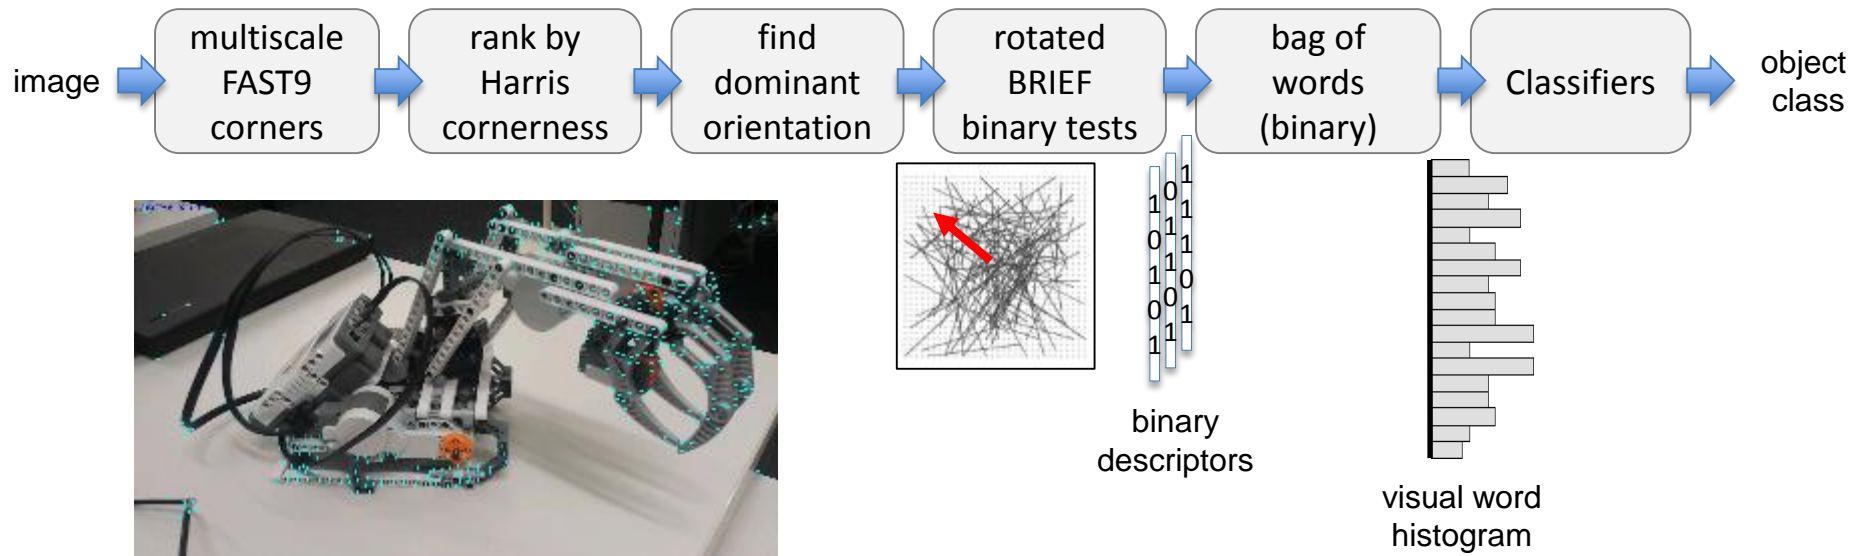 image
multiscale
FAST9
corners
rank by
Harris
cornerness
find
dominant
orientation
rotated
BRIEF
binary tests
bag of
words
(binary)
Classifiers
object
class
1 0 1 0 1
0 1 1 0 1
1 1 1 0 1
binary
descriptors
visual word
histogram